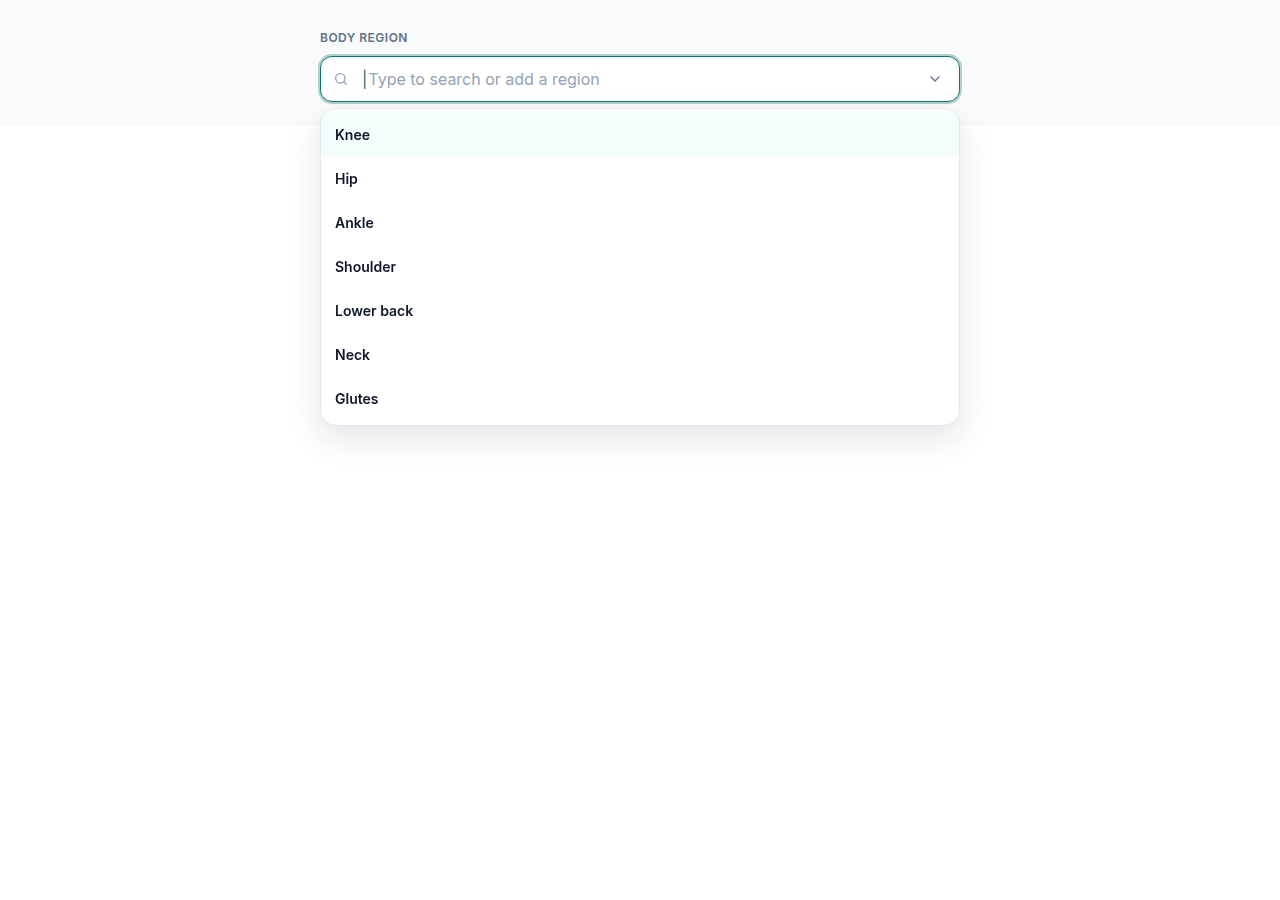 BODY REGION
Type to search or add a region
Knee
Hip
Ankle
Shoulder
Lower back
Neck
Glutes